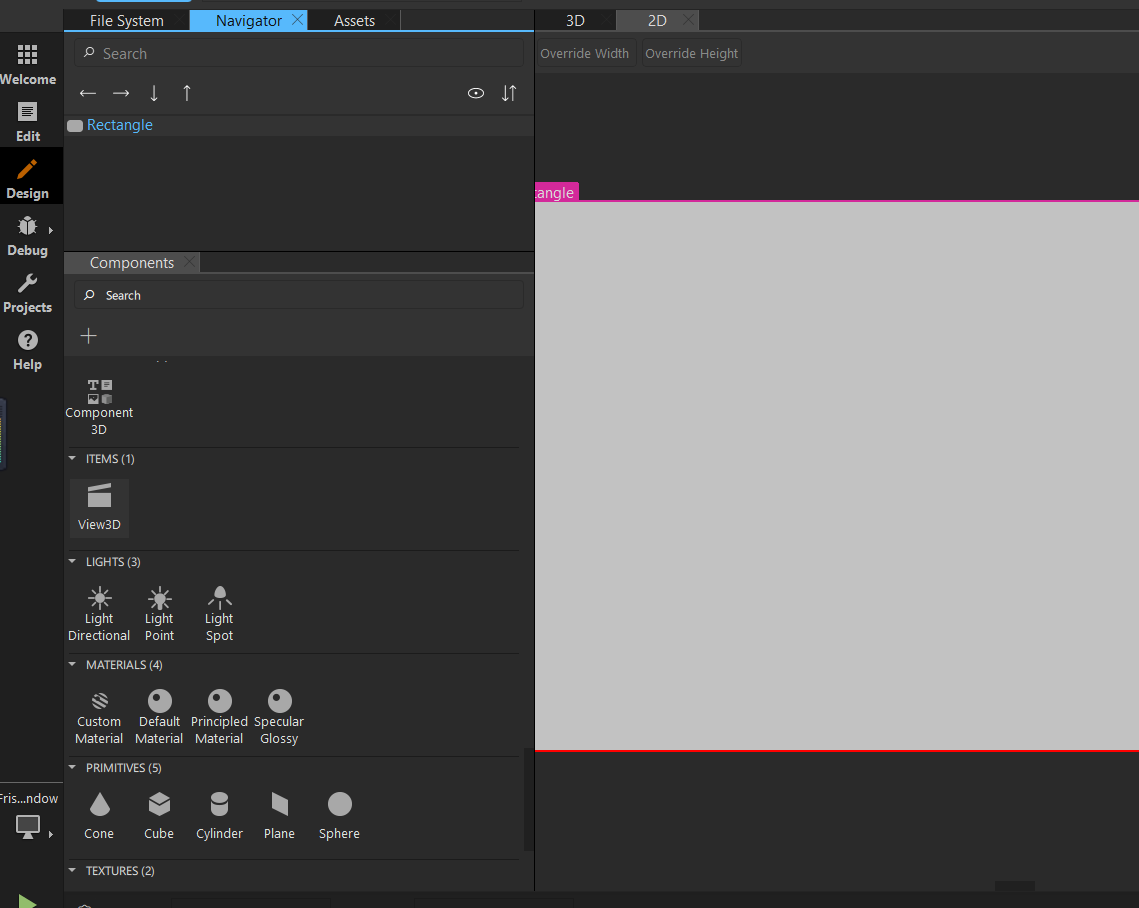 File System
Navigator
Assets
3D
2D
Search
Override Width
Override Height
Welcome
Rectangle
Edit
Design
tangle
Debug
Components
Search
Projects
Help
Component
3D
ITEMS (1)
View3D
LIGHTS (3)
Light
Directional
Light
Point
Light
Spot
MATERIALS (4)
Custom
Material
Default
Material
Principled
Material
Specular
Glossy
PRIMITIVES (5)
Fris...ndow
Cone
Cube
Cylinder
Plane
Sphere
TEXTURES (2)